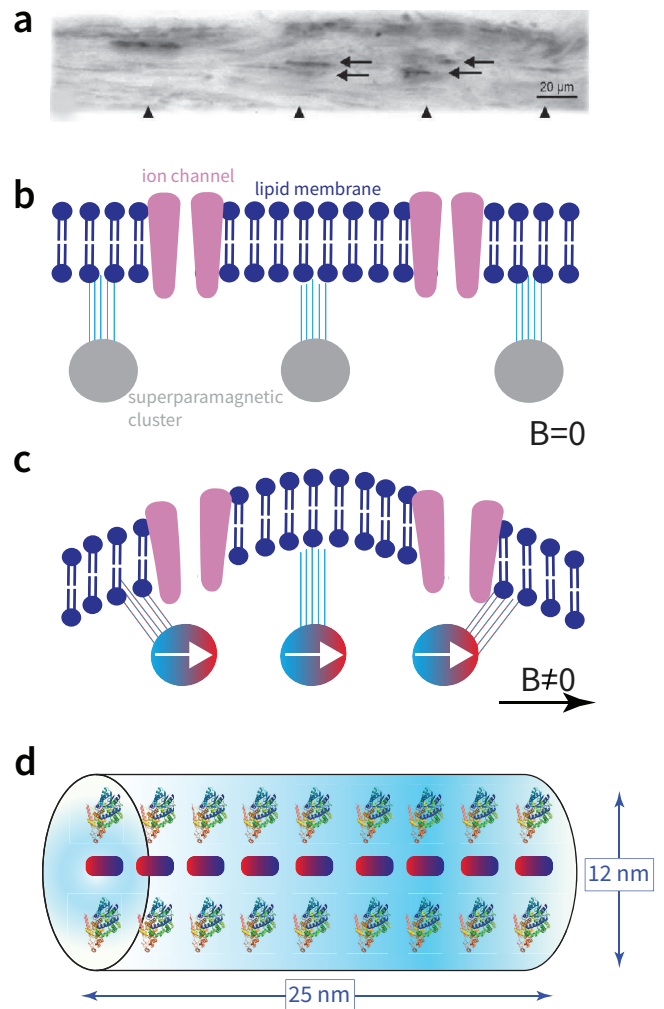 a
20 µm
b
ion channel
lipid membrane
superparamagnetic
cluster
B=0
c
B≠0
d
12 nm
25 nm